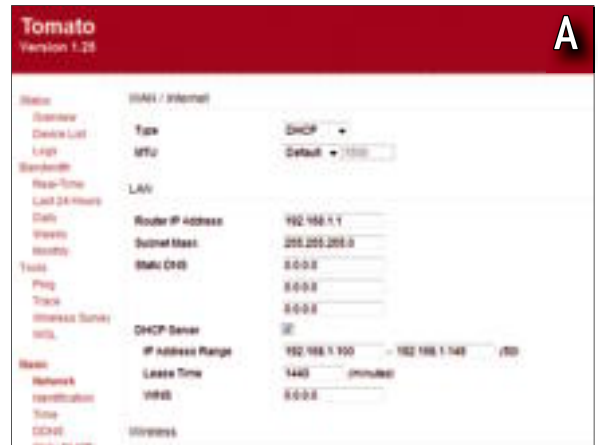 Tomato
Version 1.28
A
Status
Overview
Device List
Logs
Bandwidth
Real-Time
Last 24 Hours
Daily
Weekly
Monthly
Tools
Ping
Trace
Wireless Survey
WOL
Basic
Network
Identification
Time
DDNS
WAN / Internet
Type DHCP
MTU Default 1500
LAN
Router IP Address 192.168.1.1
Subnet Mask 255.255.255.0
Static DNS 0.0.0.0
0.0.0.0
0.0.0.0
DHCP Server
IP Address Range 192.168.1.100 - 192.168.1.149 (50)
Lease Time 1440 (minutes)
WINS 0.0.0.0
Wireless